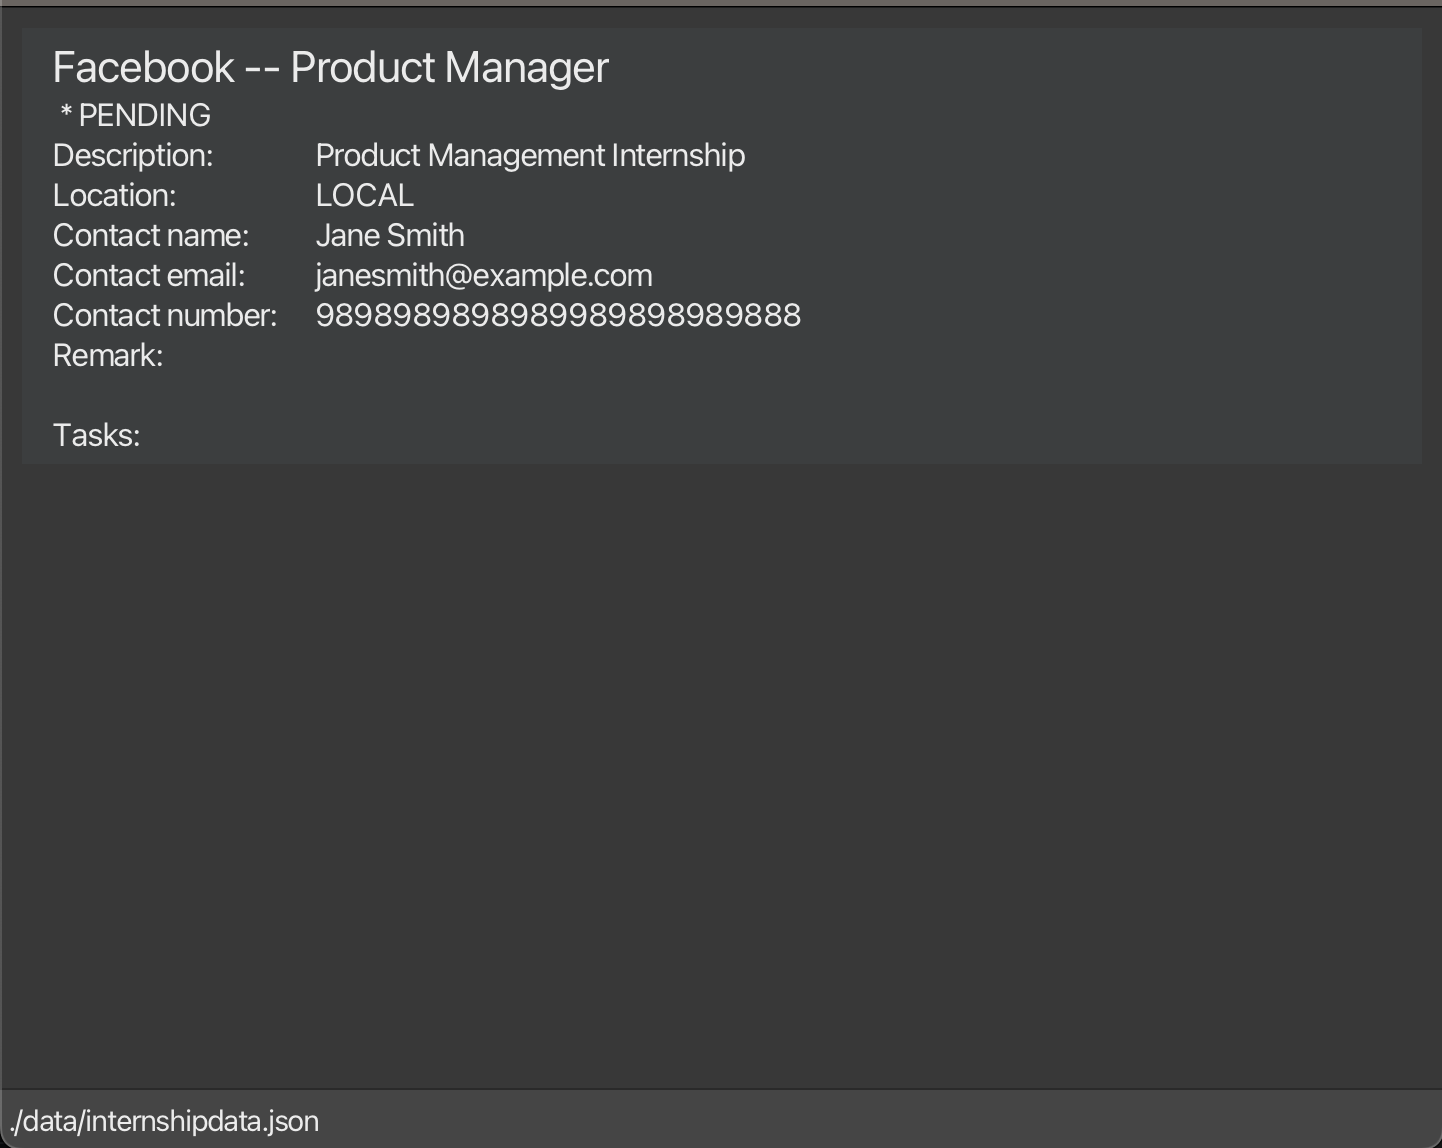 Facebook -- Product Manager
* PENDING
Description: Product Management Internship
Location: LOCAL
Contact name: Jane Smith
Contact email: janesmith@example.com
Contact number: 9898989898989989898989888
Remark:
Tasks:
./data/internshipdata.json